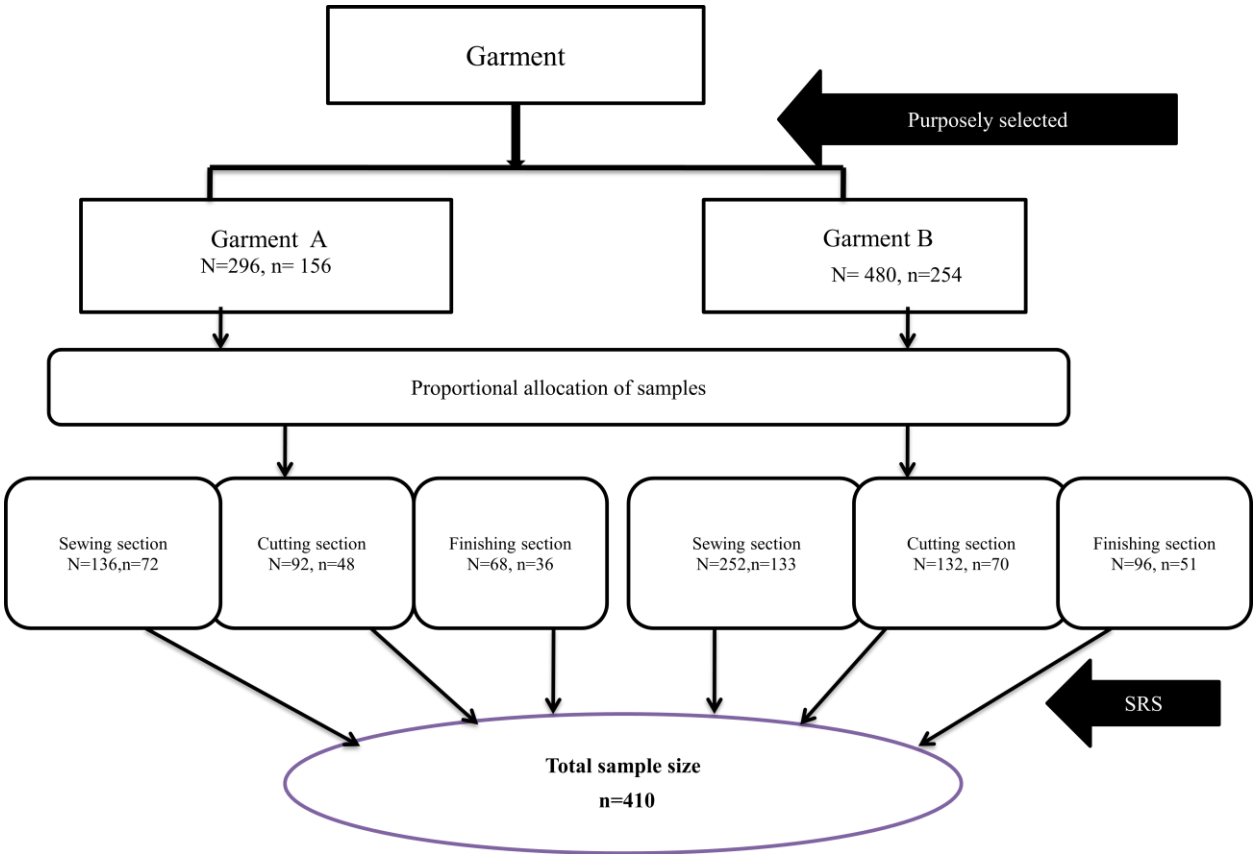 Garment
Purposely selected
Garment A
N=296, n= 156
Garment B
N= 480, n=254
Proportional allocation of samples
Sewing section
N=136,n=72
Cutting section
N=92, n=48
Finishing section
N=68, n=36
Sewing section
N=252,n=133
Cutting section
N=132, n=70
Finishing section
N=96, n=51
SRS
Total sample size
n=410